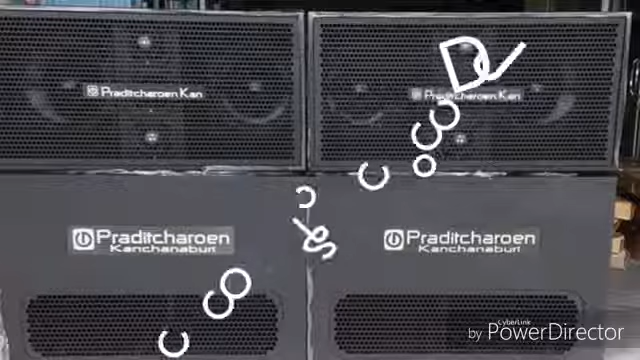 Praditcharoen Kan
Praditcharoen Kan
Praditcharoen
Kanchanaburi
Praditcharoen
Kanchanaburi
by CyberLink PowerDirector